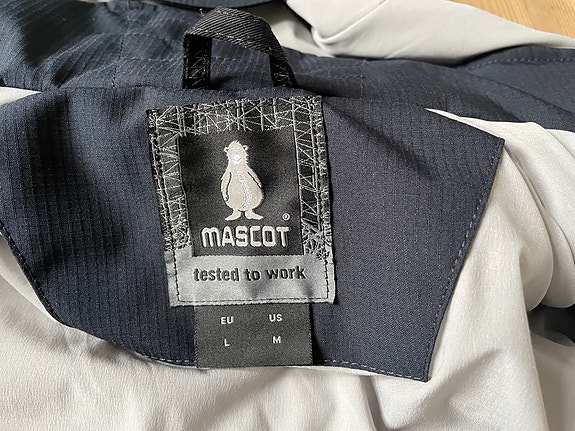 ®
MASCOT
tested to work
EU US
L M